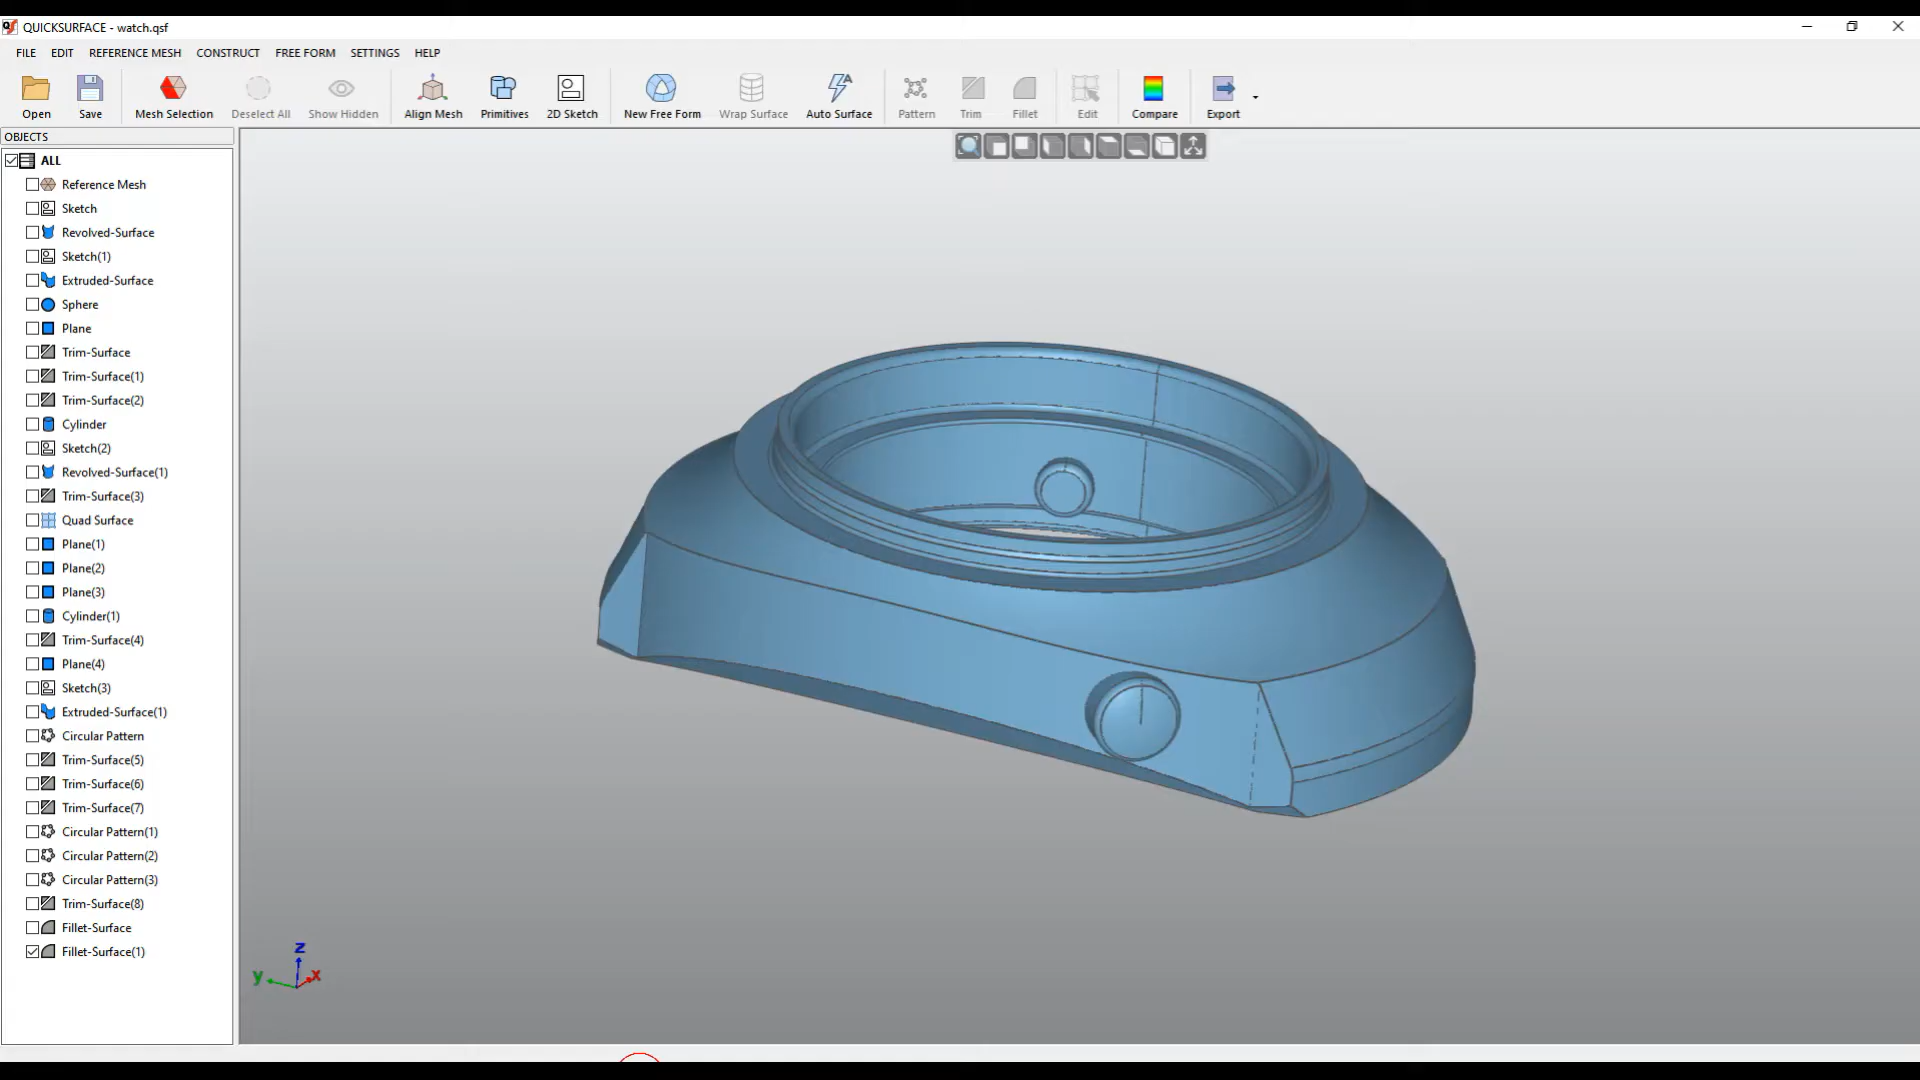 QUICKSURFACE - watch.qsf
FILE EDIT REFERENCE MESH CONSTRUCT FREE FORM SETTINGS HELP
Open Save Mesh Selection Deselect All Show Hidden Align Mesh Primitives 2D Sketch New Free Form Wrap Surface Auto Surface Pattern Trim Fillet Edit Compare Export
OBJECTS
ALL
Reference Mesh
Sketch
Revolved-Surface
Sketch(1)
Extruded-Surface
Sphere
Plane
Trim-Surface
Trim-Surface(1)
Trim-Surface(2)
Cylinder
Sketch(2)
Revolved-Surface(1)
Trim-Surface(3)
Quad Surface
Plane(1)
Plane(2)
Plane(3)
Cylinder(1)
Trim-Surface(4)
Plane(4)
Sketch(3)
Extruded-Surface(1)
Circular Pattern
Trim-Surface(5)
Trim-Surface(6)
Trim-Surface(7)
Circular Pattern(1)
Circular Pattern(2)
Circular Pattern(3)
Trim-Surface(8)
Fillet-Surface
Fillet-Surface(1)
z
y x